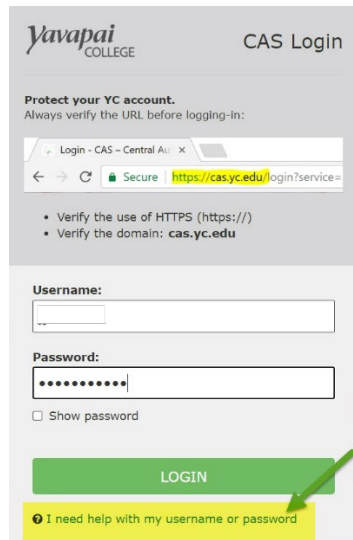 Yavapai CAS Login
COLLEGE
Protect your YC account.
Always verify the URL before logging-in:
Login - CAS – Central Au ×
Secure | https://cas.yc.edu/login?service=
• Verify the use of HTTPS (https://)
• Verify the domain: cas.yc.edu
Username:
Password:
•••••••••••
Show password
LOGIN
I need help with my username or password